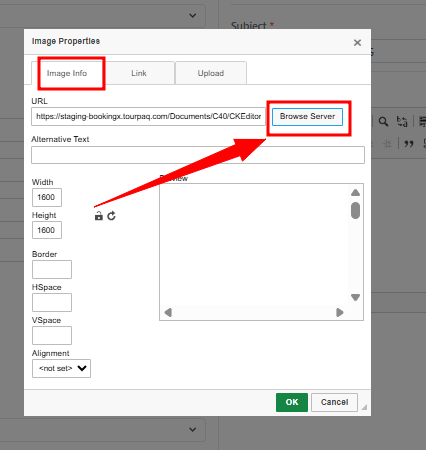 Subject *
Image Properties
Image Info
Link
Upload
URL
https://staging-bookingx.tourpaq.com/Documents/C40/CKEditor
Browse Server
Alternative Text
Width
1600
Height
1600
Border
HSpace
VSpace
Alignment
<not set>
OK
Cancel